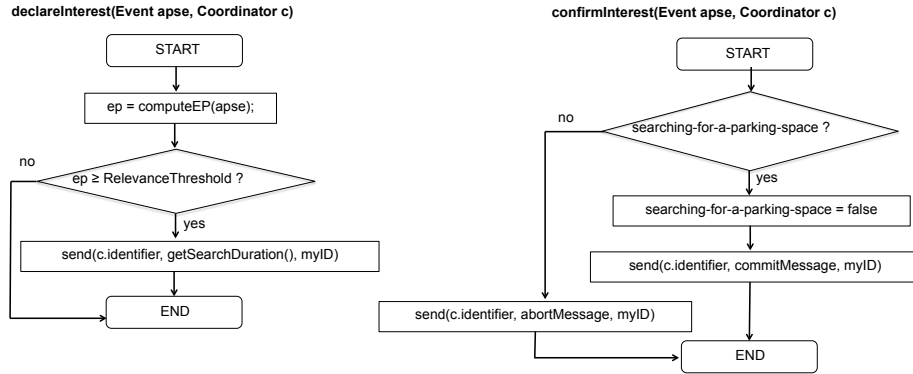 declareInterest(Event apse, Coordinator c)
START
ep = computeEP(apse);
no
ep ≥ RelevanceThreshold ?
yes
send(c.identifier, getSearchDuration(), myID)
END
confirmInterest(Event apse, Coordinator c)
START
no
searching-for-a-parking-space ?
yes
searching-for-a-parking-space = false
send(c.identifier, commitMessage, myID)
send(c.identifier, abortMessage, myID)
END